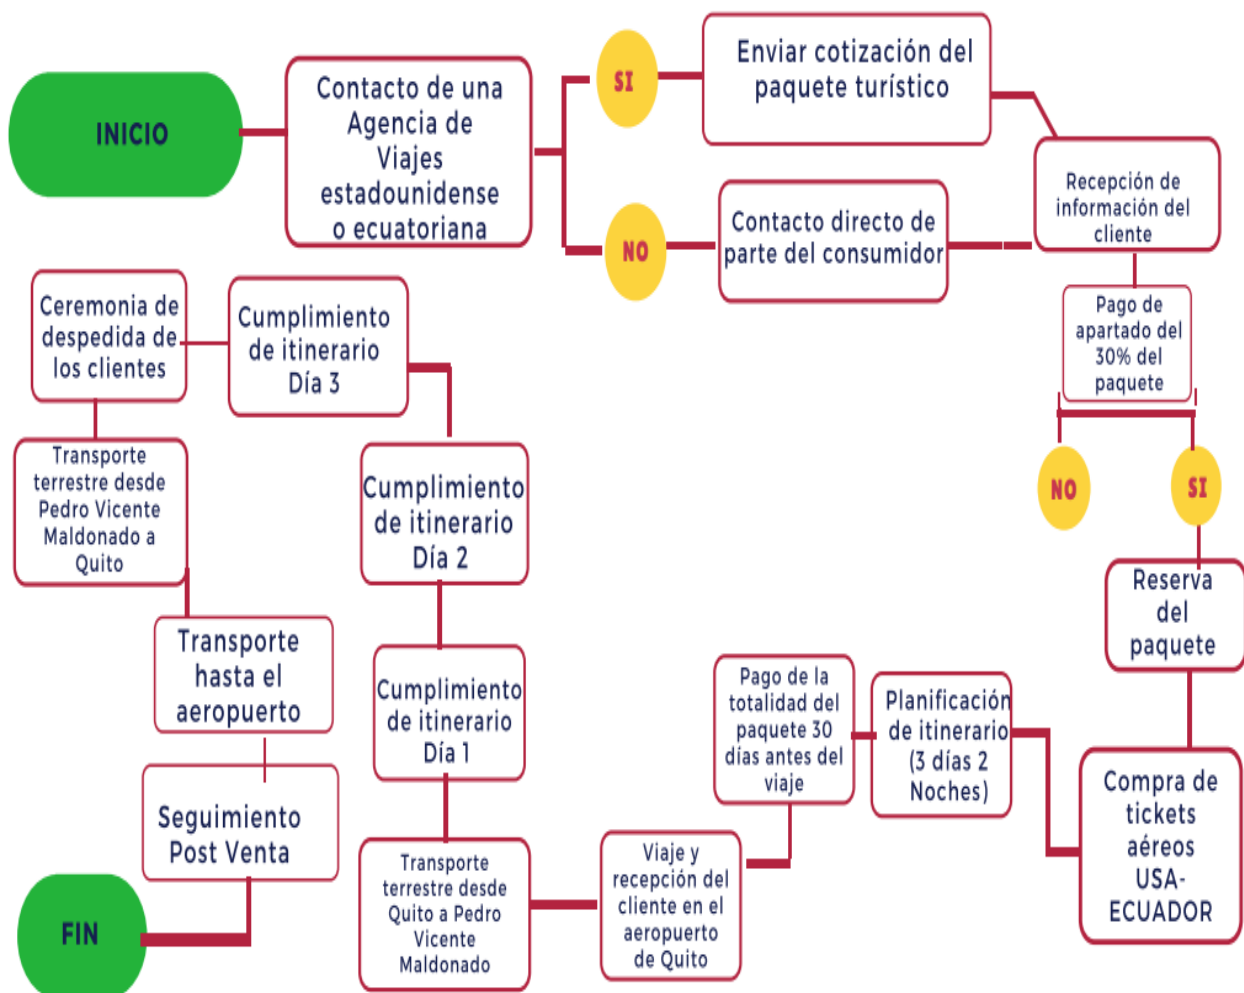 INICIO
Contacto de una
Agencia de
Viajes
estadounidense
o ecuatoriana
SI
Enviar cotización del
paquete turístico
NO
Contacto directo de
parte del consumidor
Recepción de
información del
cliente
Pago de
apartado del
30% del
paquete
NO
SI
Reserva
del
paquete
Compra de
tickets
aéreos
USA-
ECUADOR
Planificación
de itinerario
(3 días 2
Noches)
Pago de la
totalidad del
paquete 30
días antes del
viaje
Viaje y
recepción del
cliente en el
aeropuerto
de Quito
Transporte
terrestre desde
Quito a Pedro
Vicente
Maldonado
Cumplimiento
de itinerario
Día 1
Cumplimiento
de itinerario
Día 2
Cumplimiento
de itinerario
Día 3
Ceremonia de
despedida de
los clientes
Transporte
terrestre desde
Pedro Vicente
Maldonado a
Quito
Transporte
hasta el
aeropuerto
Seguimiento
Post Venta
FIN